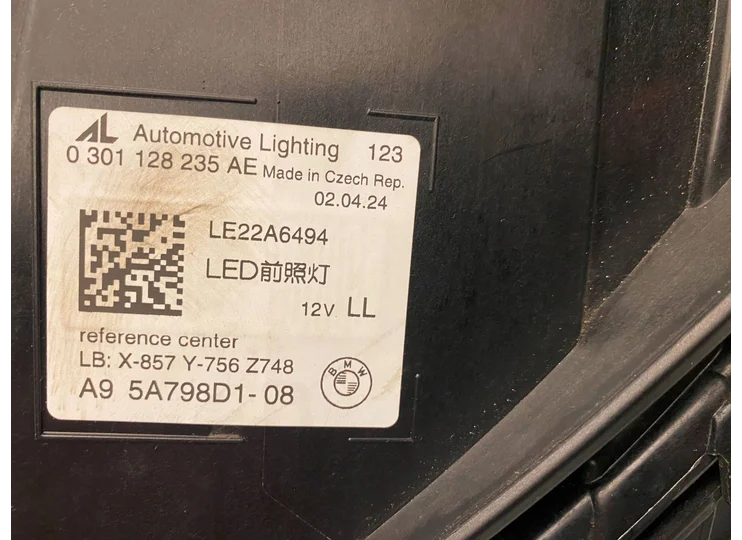 AL Automotive Lighting 123
0 301 128 235 AE Made in Czech Rep.
02.04.24
LE22A6494
LED前照灯
12V LL
reference center
LB: X-857 Y-756 Z748
BMW
A9 5A798D1-08